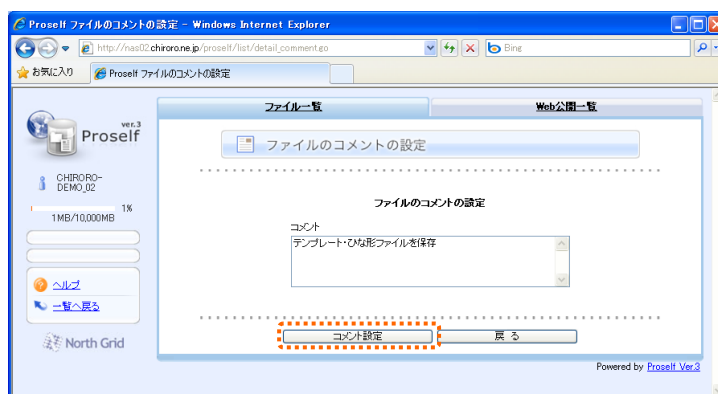 Proself ファイルのコメントの設定 - Windows Internet Explorer
http://nas02.chiroro.ne.jp/proself/list/detail_comment.go
Bing
お気に入り
Proself ファイルのコメントの設定
ファイル一覧
Web公開一覧
ver.3
Proself
ファイルのコメントの設定
CHIRORO-
DEMO_02
1%
1MB/10,000MB
ファイルのコメントの設定
コメント
テンプレート・ひな形ファイルを保存
ヘルプ
一覧へ戻る
コメント設定
戻 る
North Grid
Powered by Proself Ver.3